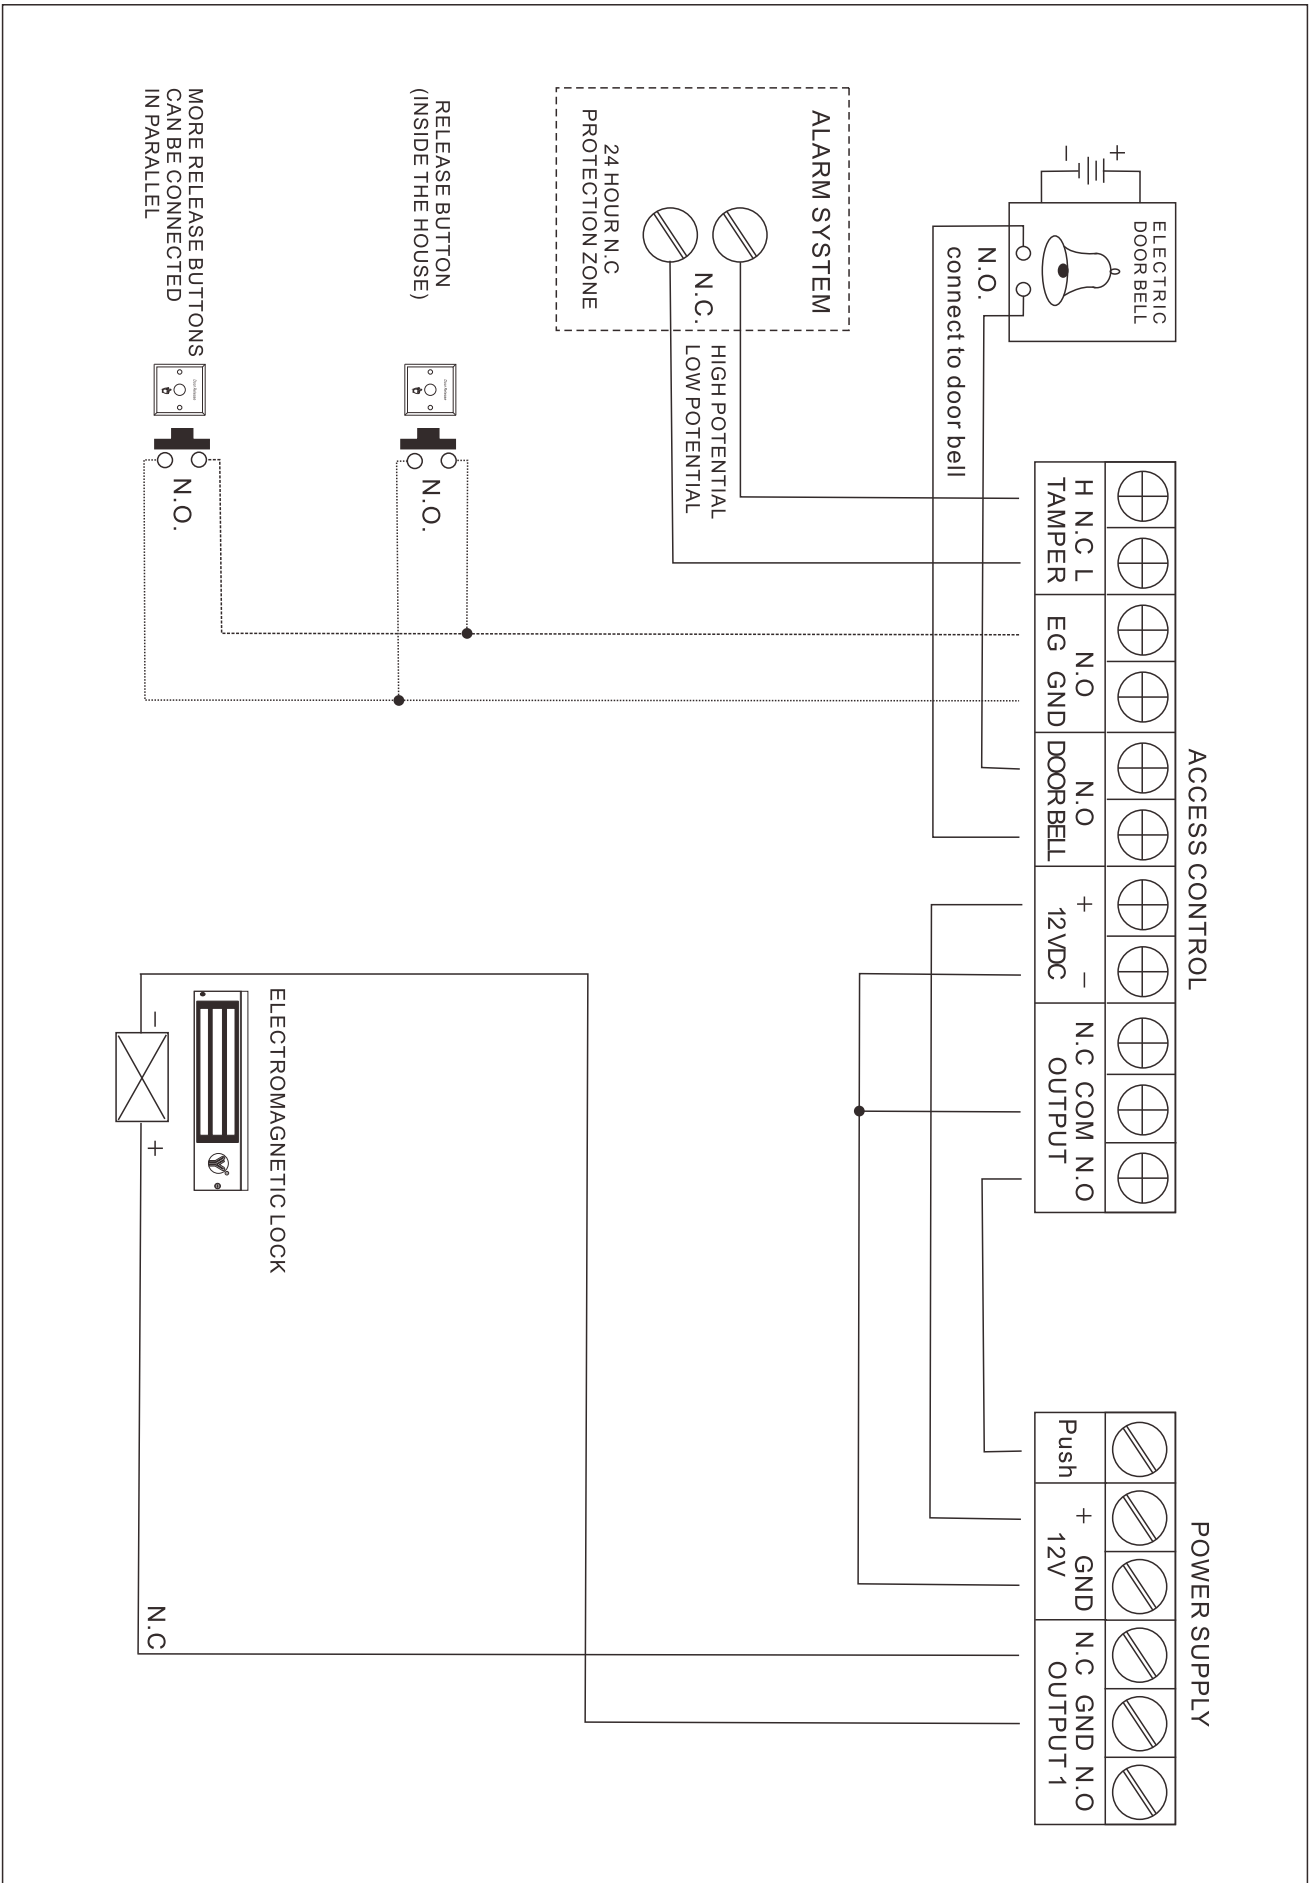 ACCESS CONTROL
H N.C L
TAMPER
N.O
EG GND
N.O
DOOR BELL
+ −
12 VDC
N.C COM N.O
OUTPUT
POWER SUPPLY
Push
+ GND
12V
N.C GND N.O
OUTPUT 1
ELECTRIC
DOOR BELL
+
−
N.O.
connect to door bell
ALARM SYSTEM
N.C.
24 HOUR N.C
PROTECTION ZONE
HIGH POTENTIAL
LOW POTENTIAL
RELEASE BUTTON
(INSIDE THE HOUSE)
N.O.
MORE RELEASE BUTTONS
CAN BE CONNECTED
IN PARALLEL
N.O.
ELECTROMAGNETIC LOCK
− +
N.C